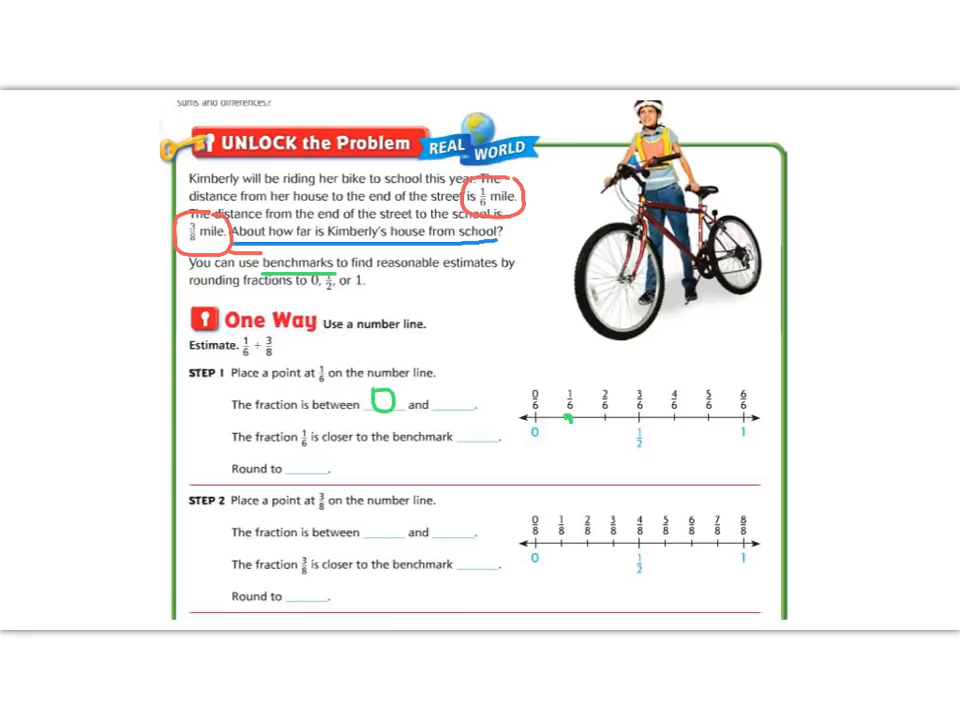 sums and differences?
UNLOCK the Problem REAL WORLD
Kimberly will be riding her bike to school this year. The
distance from her house to the end of the street is 1/6 mile.
The distance from the end of the street to the school is
3/8 mile. About how far is Kimberly's house from school?
You can use benchmarks to find reasonable estimates by
rounding fractions to 0, 1/2, or 1.
One Way Use a number line.
Estimate. 1/6 + 3/8
STEP 1 Place a point at 1/6 on the number line.
The fraction is between 0 and ______.
The fraction 1/6 is closer to the benchmark ______.
Round to ______.
0/6 1/6 2/6 3/6 4/6 5/6 6/6
0 1/2 1
STEP 2 Place a point at 3/8 on the number line.
The fraction is between ______ and ______.
The fraction 3/8 is closer to the benchmark ______.
Round to ______.
0/8 1/8 2/8 3/8 4/8 5/8 6/8 7/8 8/8
0 1/2 1